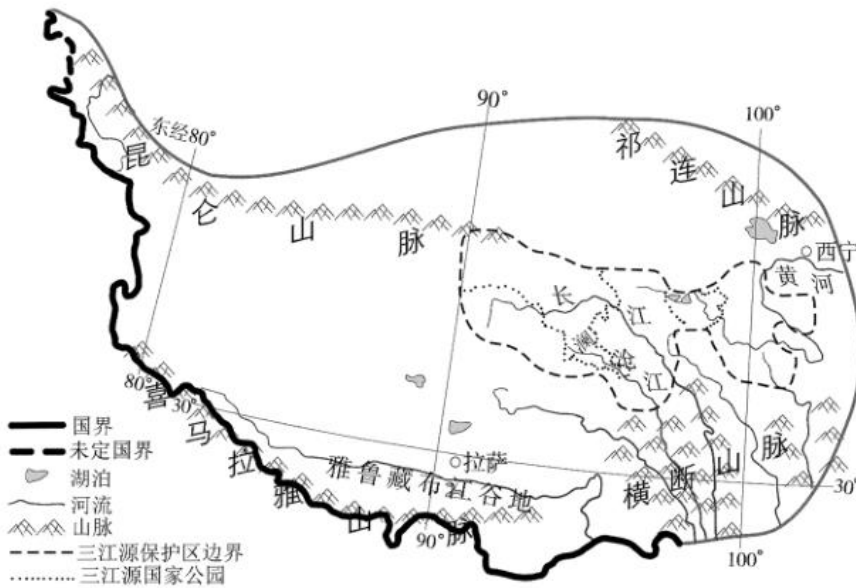 90°
100°
东经80°
昆仑山脉
祁连山脉
西宁
黄河
长江
澜沧江
80°
30°
喜马拉雅山脉
拉萨
雅鲁藏布江谷地
横断山脉
30°
90°
100°
国界
未定国界
湖泊
河流
山脉
三江源保护区边界
三江源国家公园